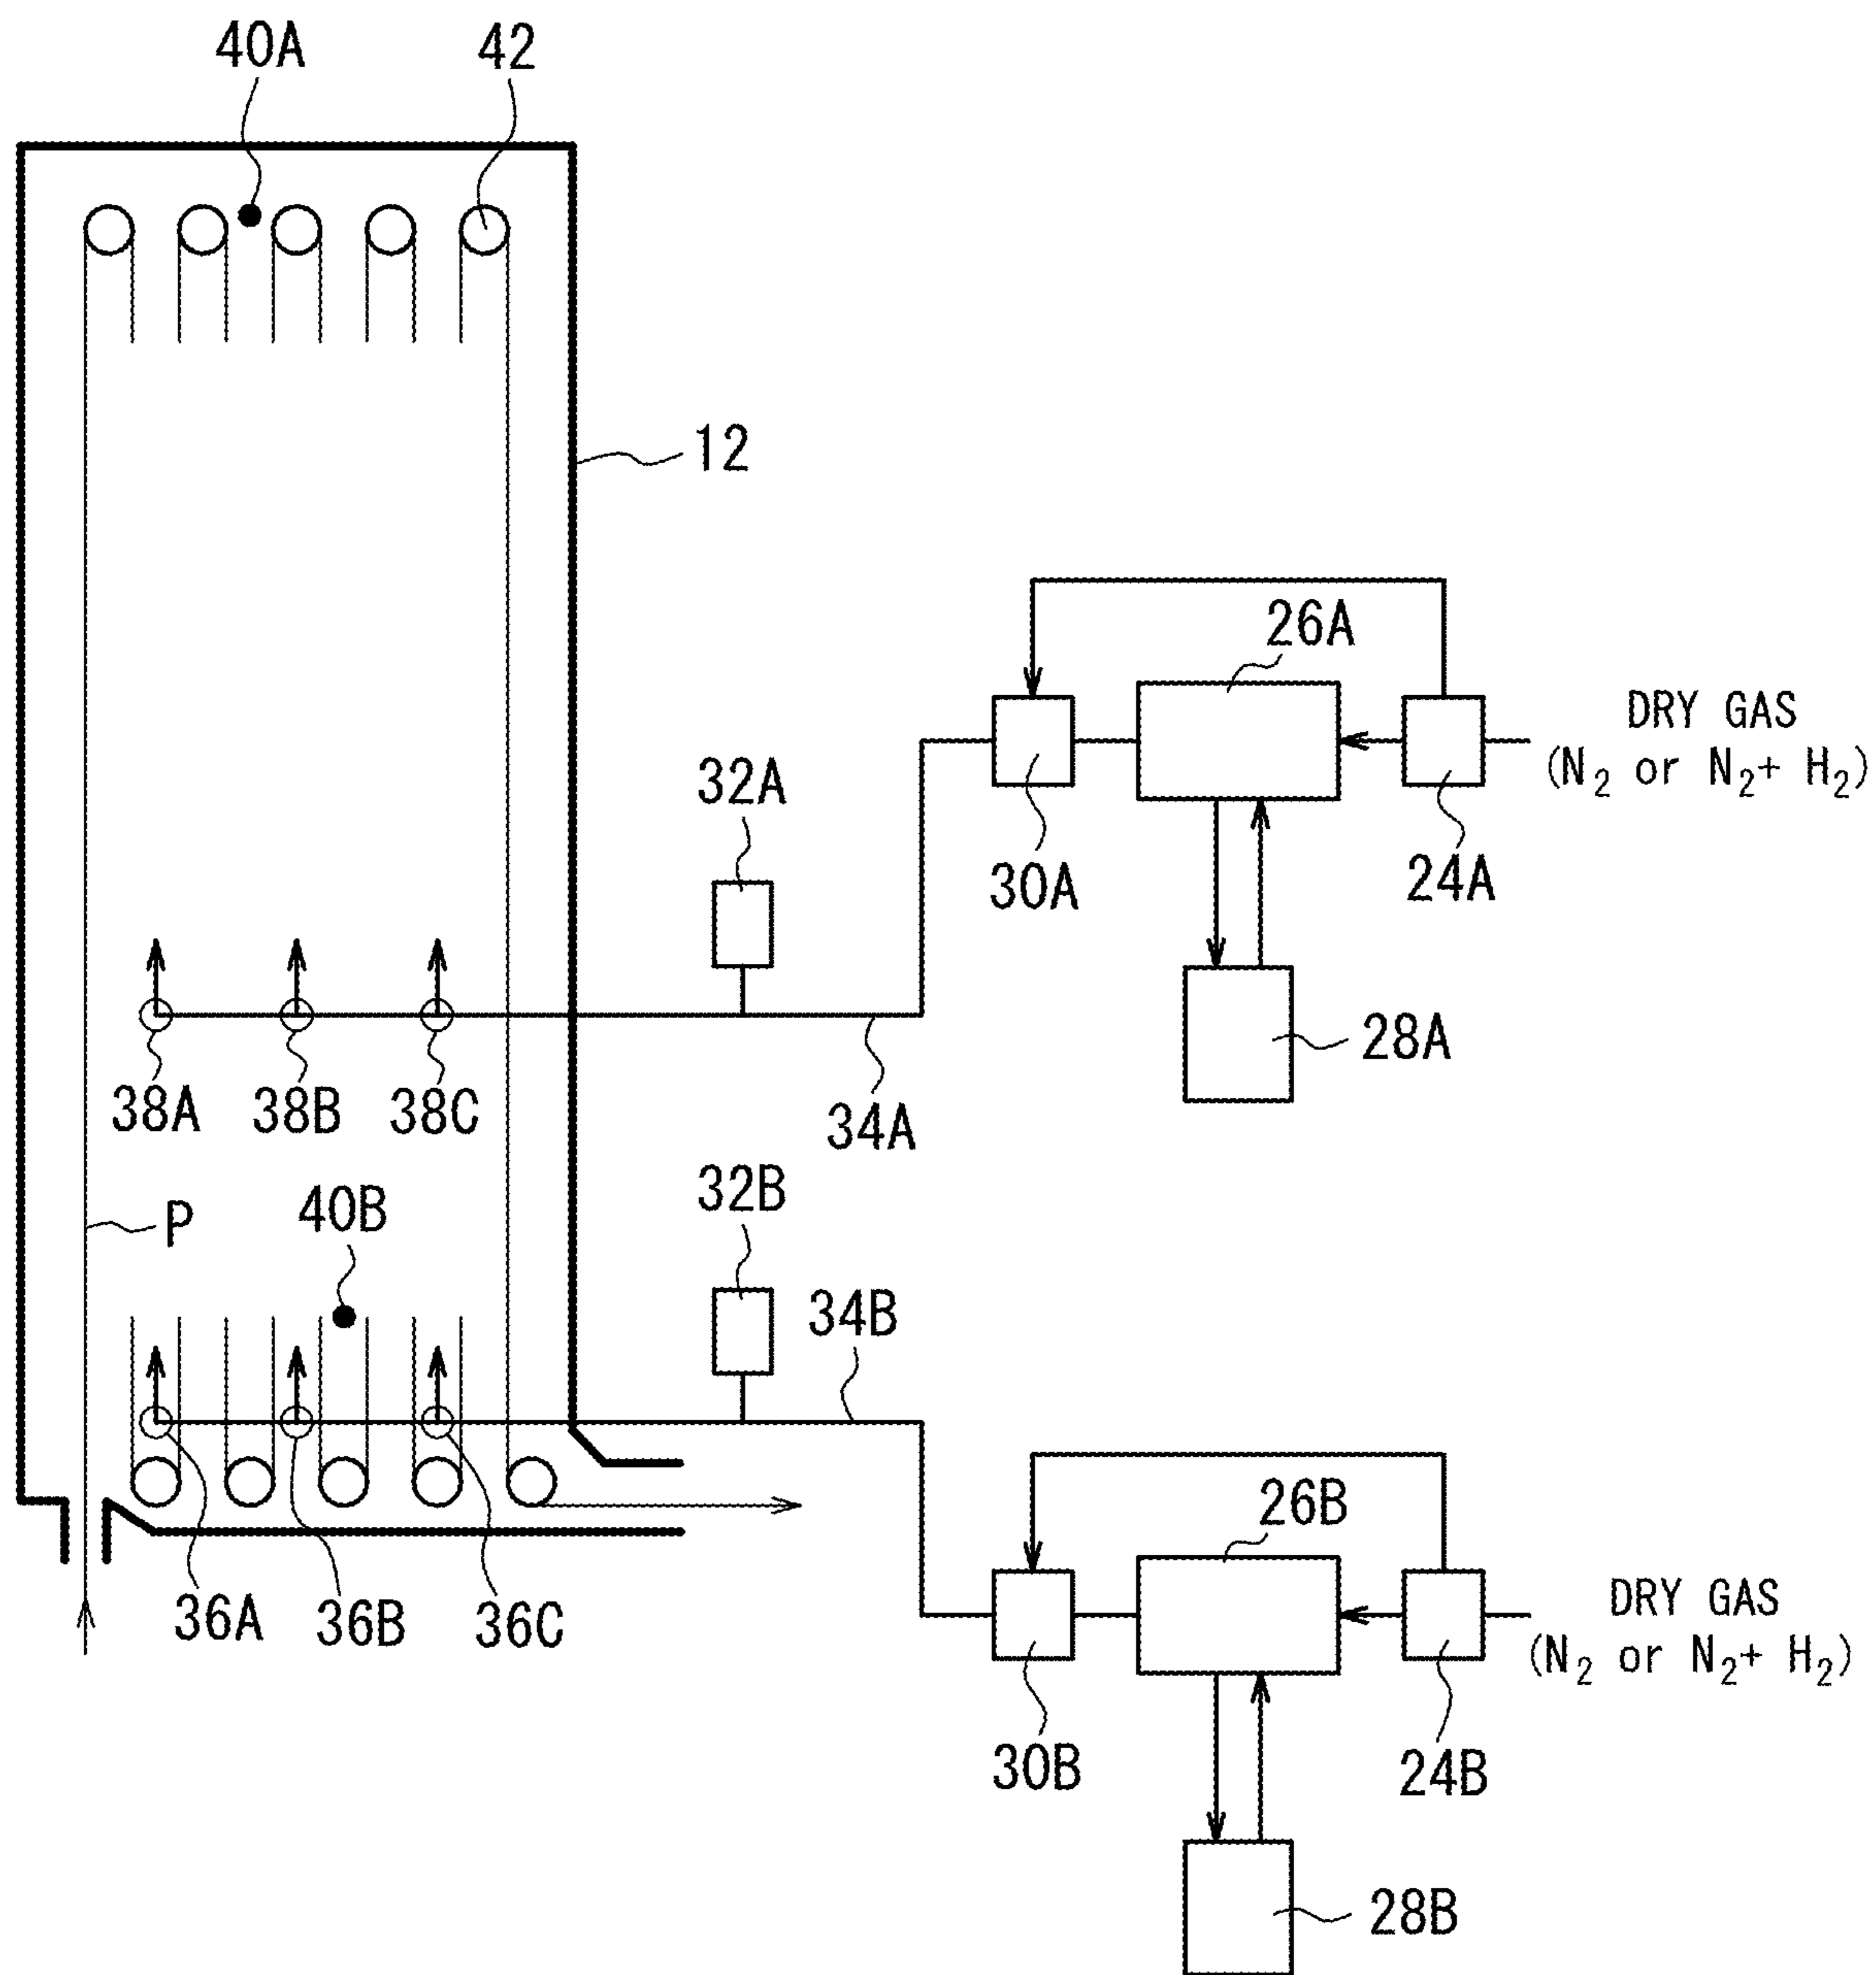 40A 42
12
26A
DRY GAS
(N₂ or N₂+ H₂)
32A
30A 24A
28A
38A 38B 38C 34A
32B
P 40B
34B
26B
DRY GAS
(N₂ or N₂+ H₂)
36A 36B 36C
30B 24B
28B